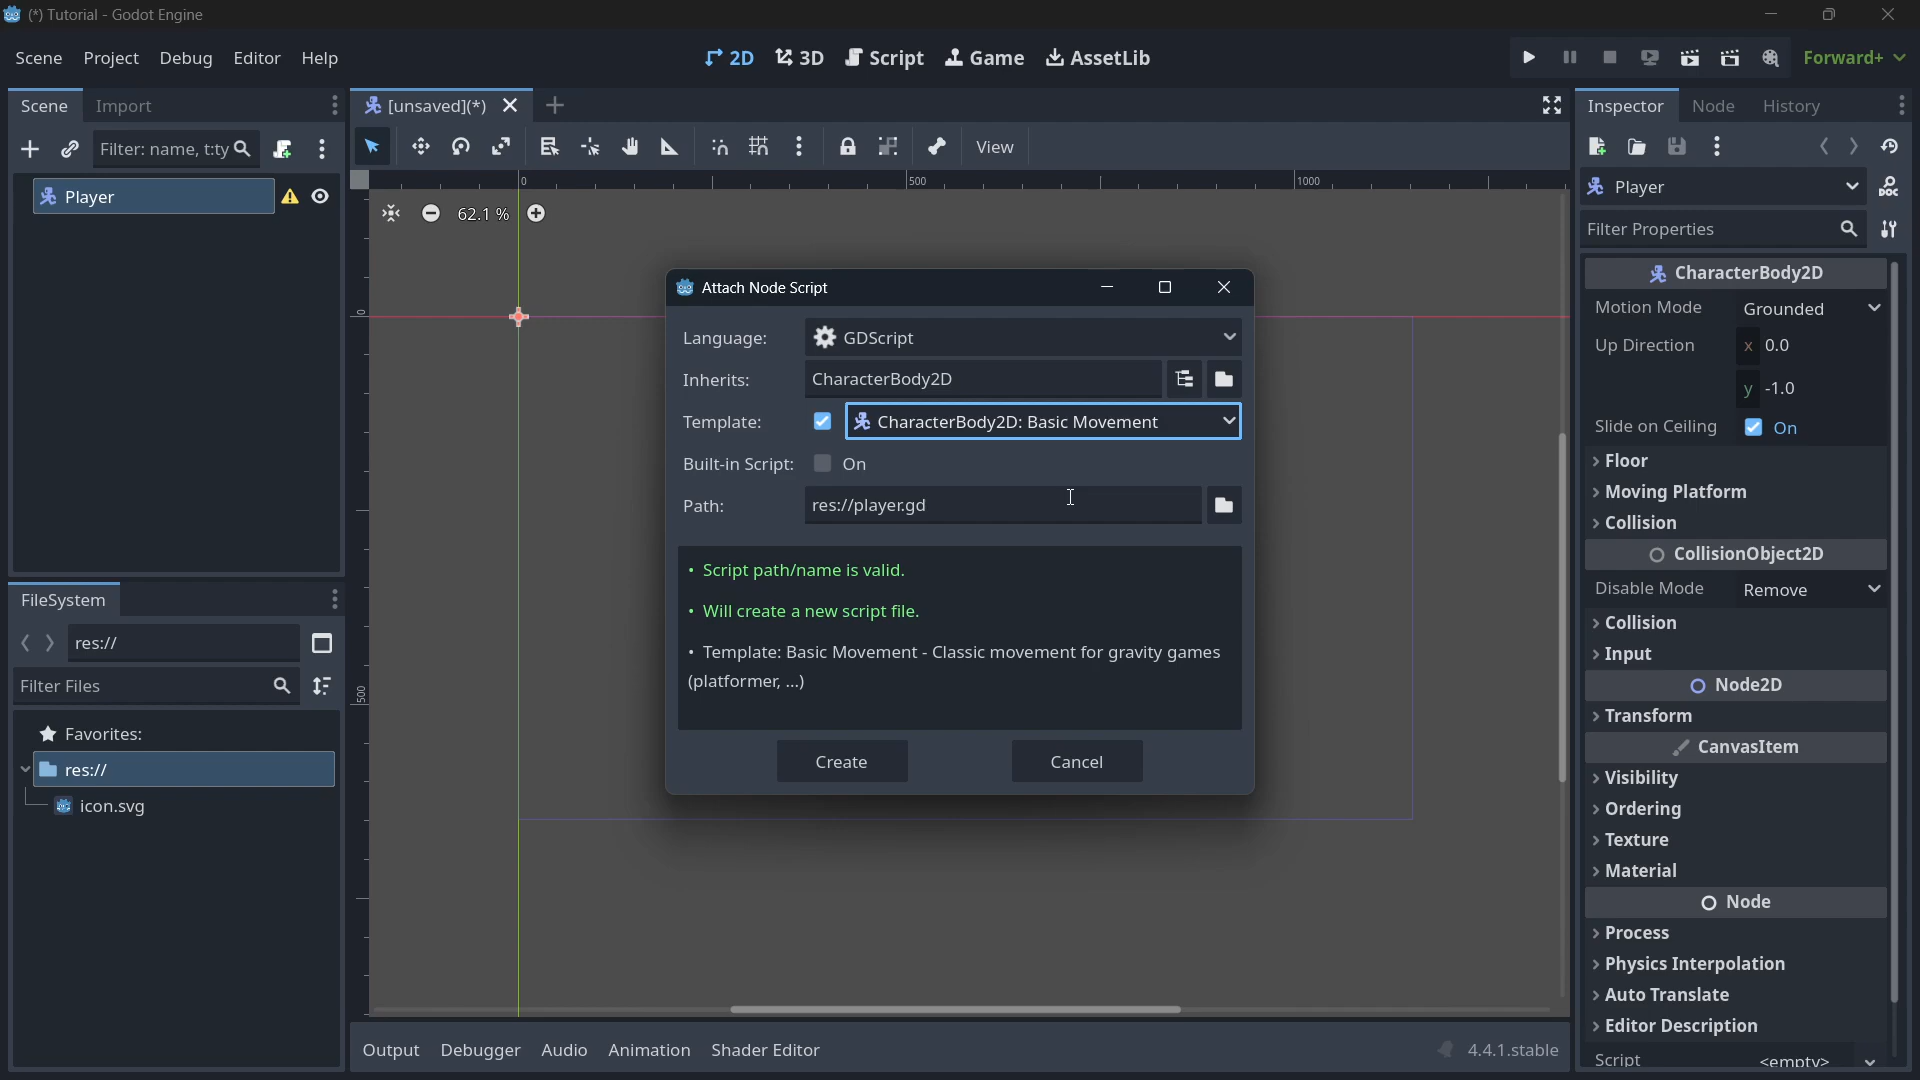 (*) Tutorial - Godot Engine
Scene Project Debug Editor Help
2D 3D Script Game AssetLib
Forward+
Scene Import
[unsaved](*)
Inspector Node History
Filter: name, t:ty
View
Player
Player
Filter Properties
0 500 1000
62.1 %
0
500
CharacterBody2D
Motion Mode Grounded
Up Direction x 0.0
y -1.0
Slide on Ceiling On
Floor
Moving Platform
Collision
CollisionObject2D
Disable Mode Remove
Collision
Input
Node2D
Transform
CanvasItem
Visibility
Ordering
Texture
Material
Node
Process
Physics Interpolation
Auto Translate
Editor Description
Script <empty>
Attach Node Script
Language: GDScript
Inherits: CharacterBody2D
Template: CharacterBody2D: Basic Movement
Built-in Script: On
Path: res://player.gd
• Script path/name is valid.
• Will create a new script file.
• Template: Basic Movement - Classic movement for gravity games
(platformer, ...)
Create Cancel
FileSystem
res://
Filter Files
Favorites:
res://
icon.svg
Output Debugger Audio Animation Shader Editor
4.4.1.stable